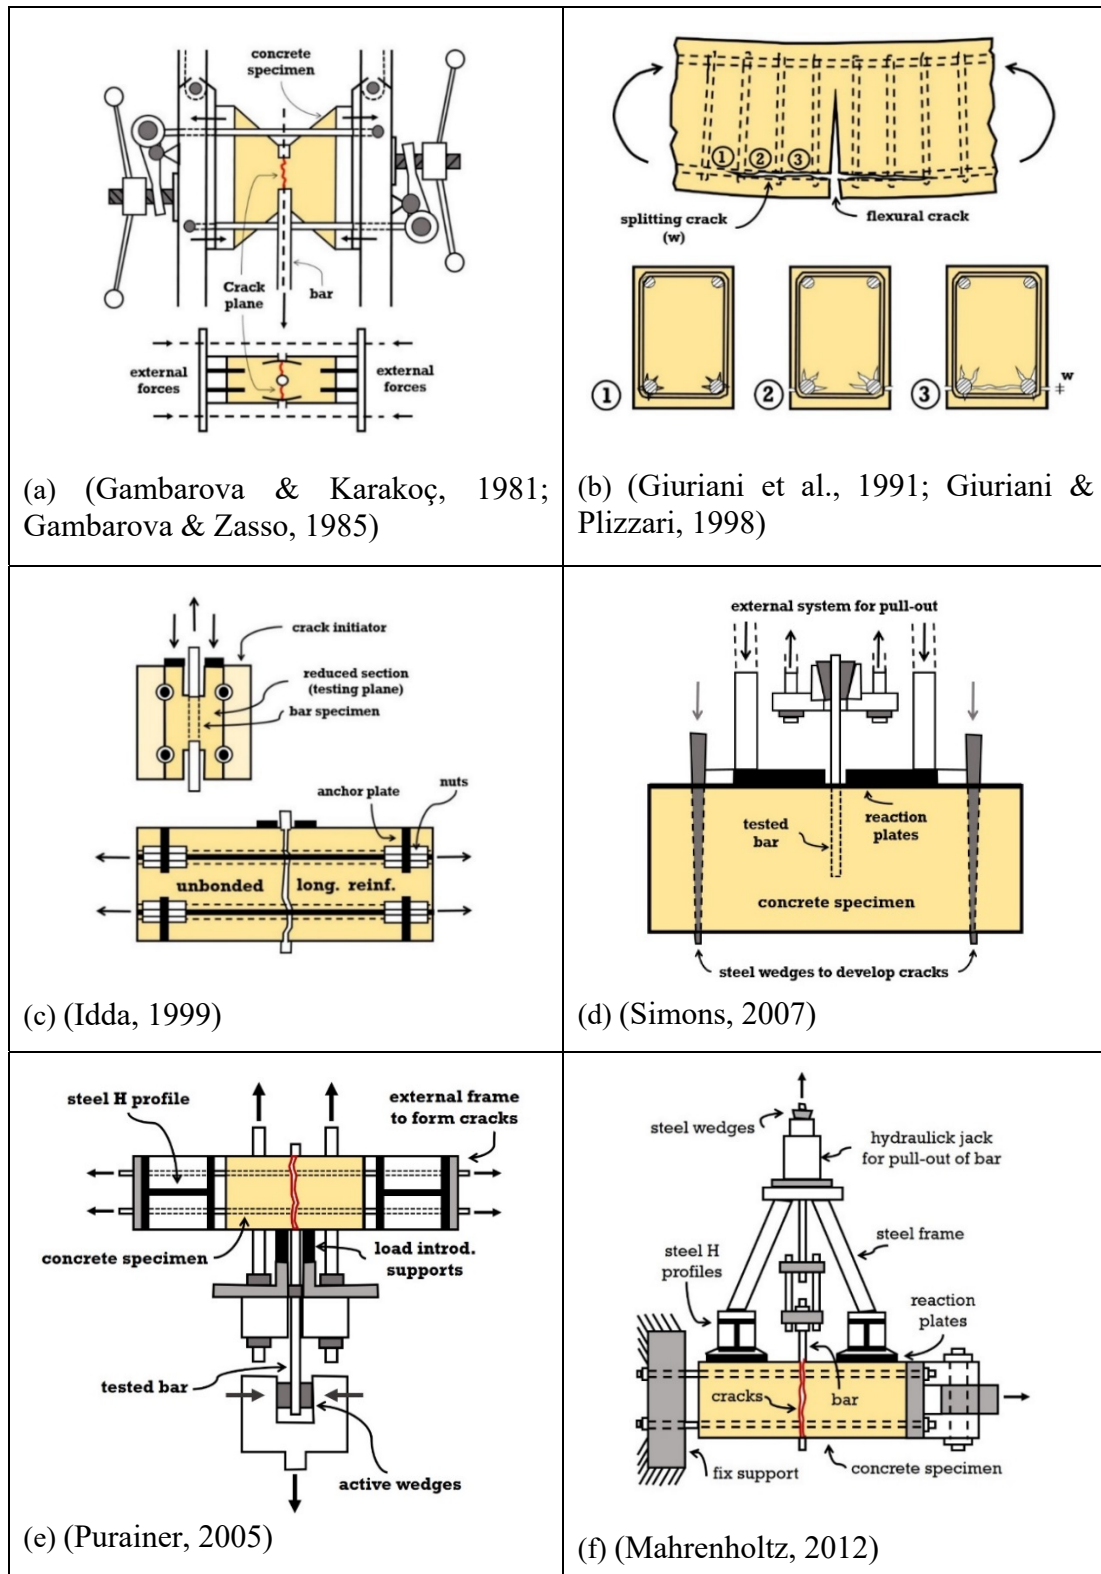 concrete
specimen
Crack
plane
bar
external
forces
external
forces
(a) (Gambarova & Karakoç, 1981;
Gambarova & Zasso, 1985)
① ② ③
splitting crack
(w)
flexural crack
① ② ③
w
(b) (Giuriani et al., 1991; Giuriani &
Plizzari, 1998)
crack initiator
reduced section
(testing plane)
bar specimen
anchor plate
nuts
unbonded long. reinf.
(c) (Idda, 1999)
external system for pull-out
tested
bar
reaction
plates
concrete specimen
steel wedges to develop cracks
(d) (Simons, 2007)
steel H profile
external frame
to form cracks
concrete specimen
load introd.
supports
tested bar
active wedges
(e) (Purainer, 2005)
steel wedges
hydraulick jack
for pull-out of bar
steel frame
steel H
profiles
reaction
plates
cracks
bar
fix support
concrete specimen
(f) (Mahrenholtz, 2012)